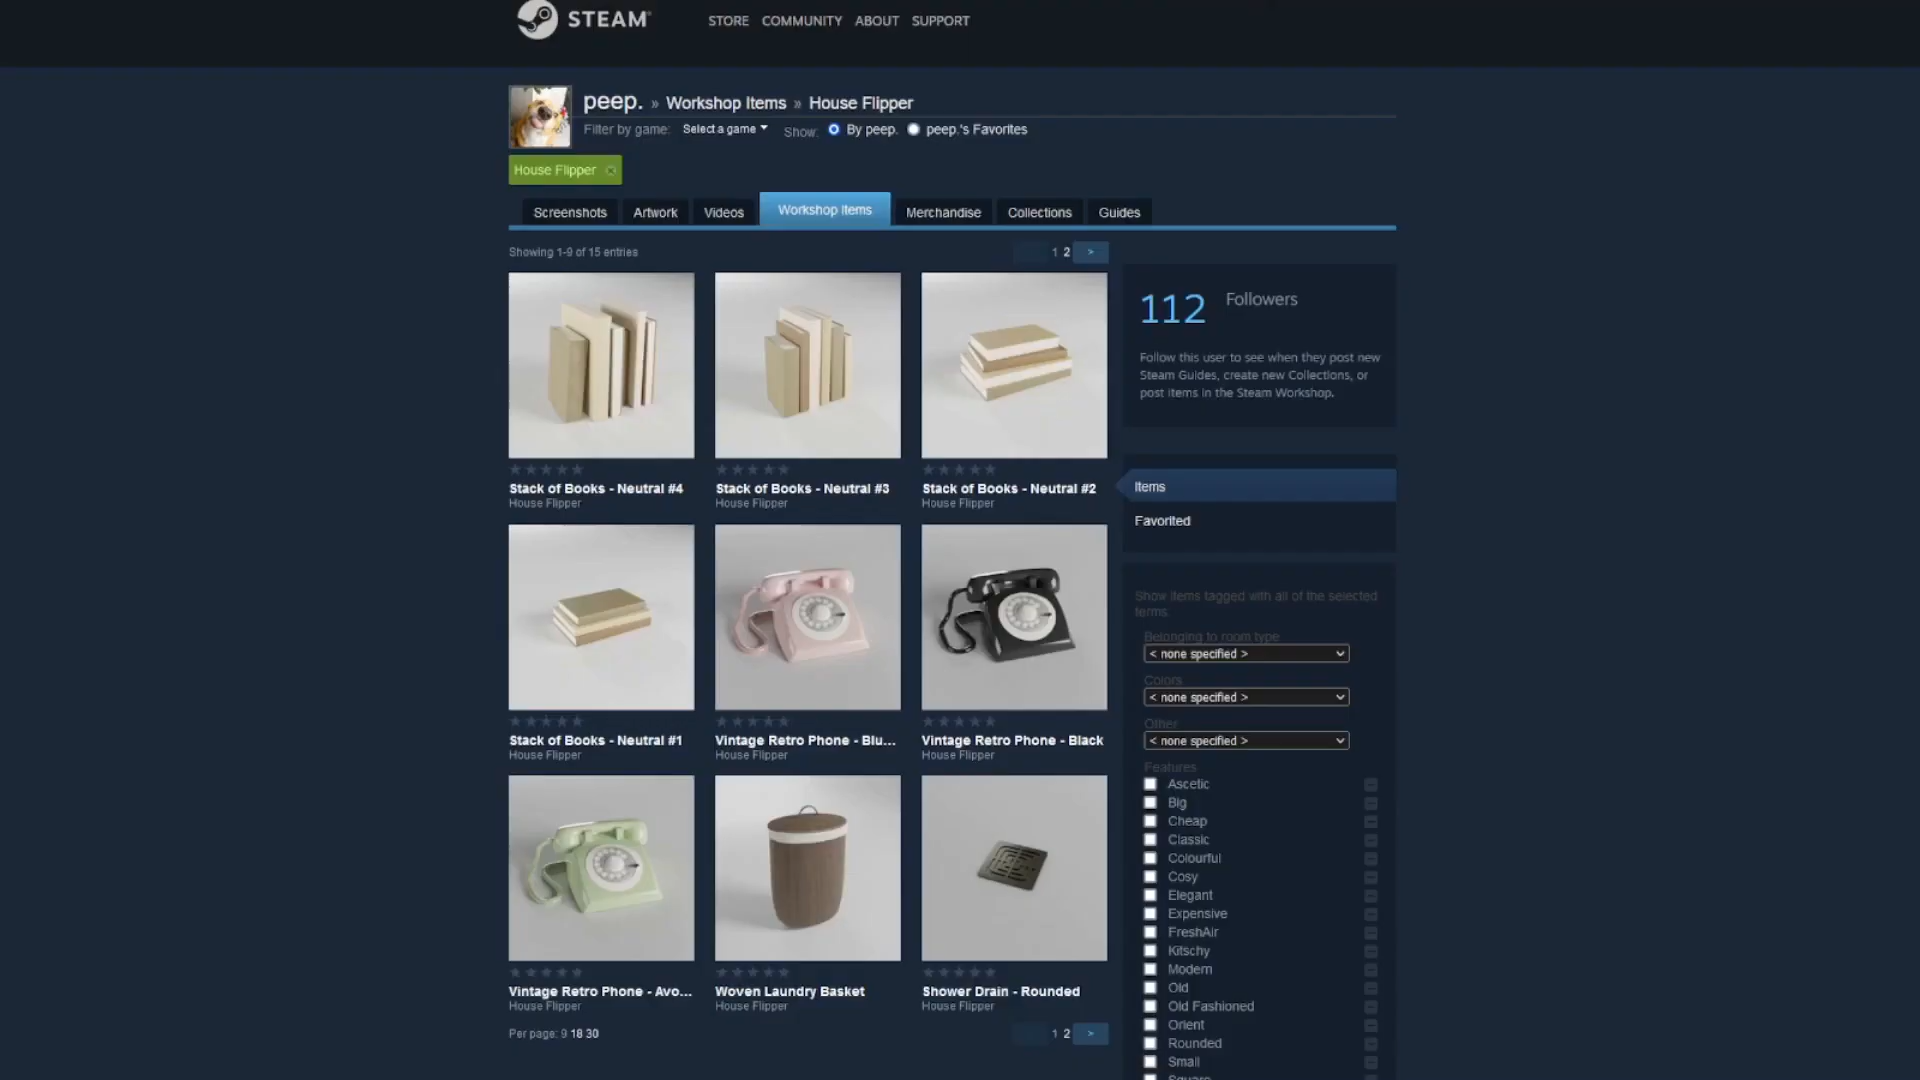 STEAM
STORE COMMUNITY ABOUT SUPPORT
peep. » Workshop Items » House Flipper
Filter by game: Select a game Show: By peep. peep.'s Favorites
House Flipper
Screenshots Artwork Videos Workshop Items Merchandise Collections Guides
Showing 1-9 of 15 entries
1 2 >
112 Followers
Follow this user to see when they post new
Steam Guides, create new Collections, or
post items in the Steam Workshop.
Stack of Books - Neutral #4
House Flipper
Stack of Books - Neutral #3
House Flipper
Stack of Books - Neutral #2
House Flipper
Items
Favorited
Stack of Books - Neutral #1
House Flipper
Vintage Retro Phone - Blu...
House Flipper
Vintage Retro Phone - Black
House Flipper
Show items tagged with all of the selected
terms:
Belonging to room type
< none specified >
Colors
< none specified >
Other
< none specified >
Features
Ascetic
Big
Cheap
Classic
Colourful
Cosy
Elegant
Expensive
FreshAir
Kitschy
Modern
Old
Old Fashioned
Orient
Rounded
Small
Square
Vintage Retro Phone - Avo...
House Flipper
Woven Laundry Basket
House Flipper
Shower Drain - Rounded
House Flipper
Per page: 9 18 30
1 2 >